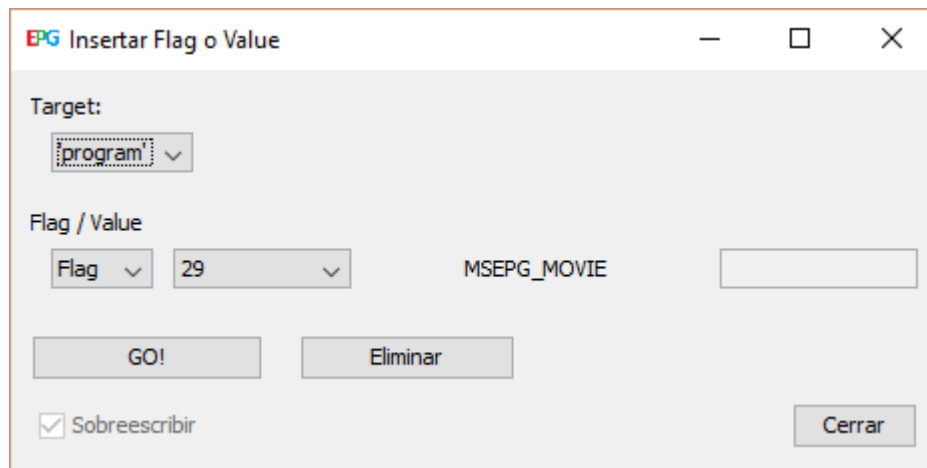 EPG Insertar Flag o Value
Target:
'program'
Flag / Value
Flag 29 MSEPG_MOVIE
GO! Eliminar
Sobreescribir Cerrar